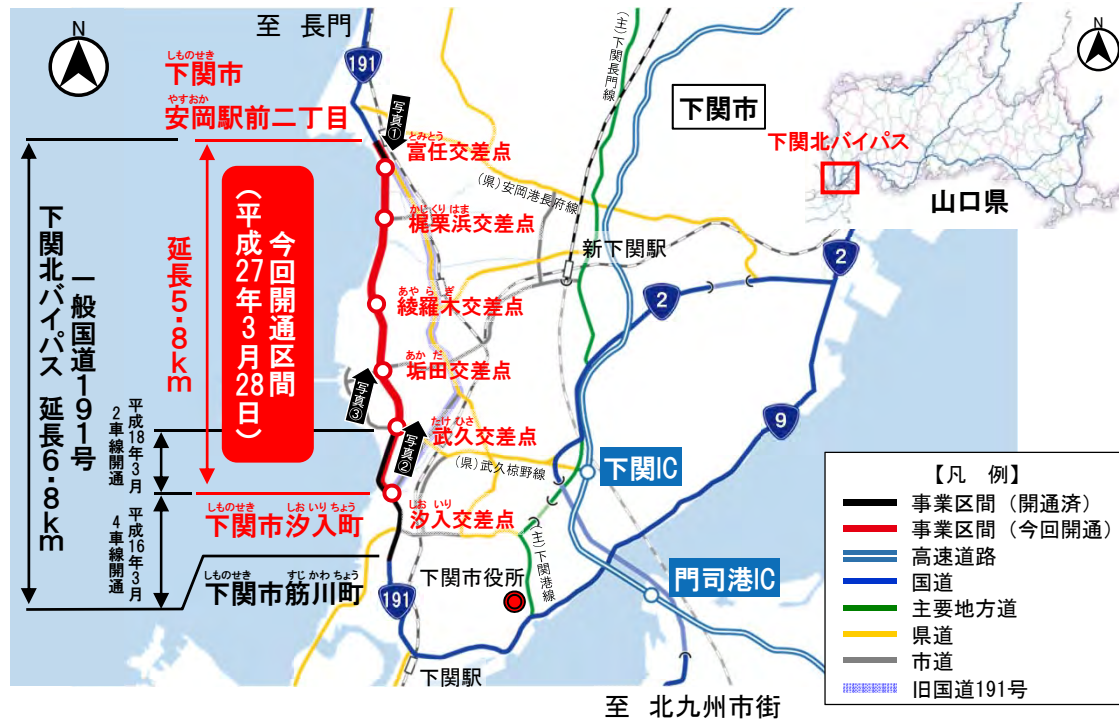 N
至 長門
191
しものせき
下関市
やすおか
安岡駅前二丁目
写真①
とみとう
富任交差点
(主)下関長門線
下関市
N
下関北バイパス
山口県
(県)安岡港長府線
かじくりはま
梶栗浜交差点
新下関駅
2
2
あやらぎ
綾羅木交差点
あかだ
垢田交差点
写真③
たけひさ
武久交差点
写真②
(県)武久椋野線
9
下関IC
一般国道191号
下関北バイパス 延長6・8km
延長5・8km
今回開通区間
(平成27年3月28日)
平成18年3月
2車線開通
平成16年3月
4車線開通
しものせき しおいりちょう
下関市汐入町
しおいり
汐入交差点
(主)下関港線
しものせき すじかわちょう
下関市筋川町
下関市役所
門司港IC
191
下関駅
至 北九州市街
【凡 例】
事業区間(開通済)
事業区間(今回開通)
高速道路
国道
主要地方道
県道
市道
旧国道191号